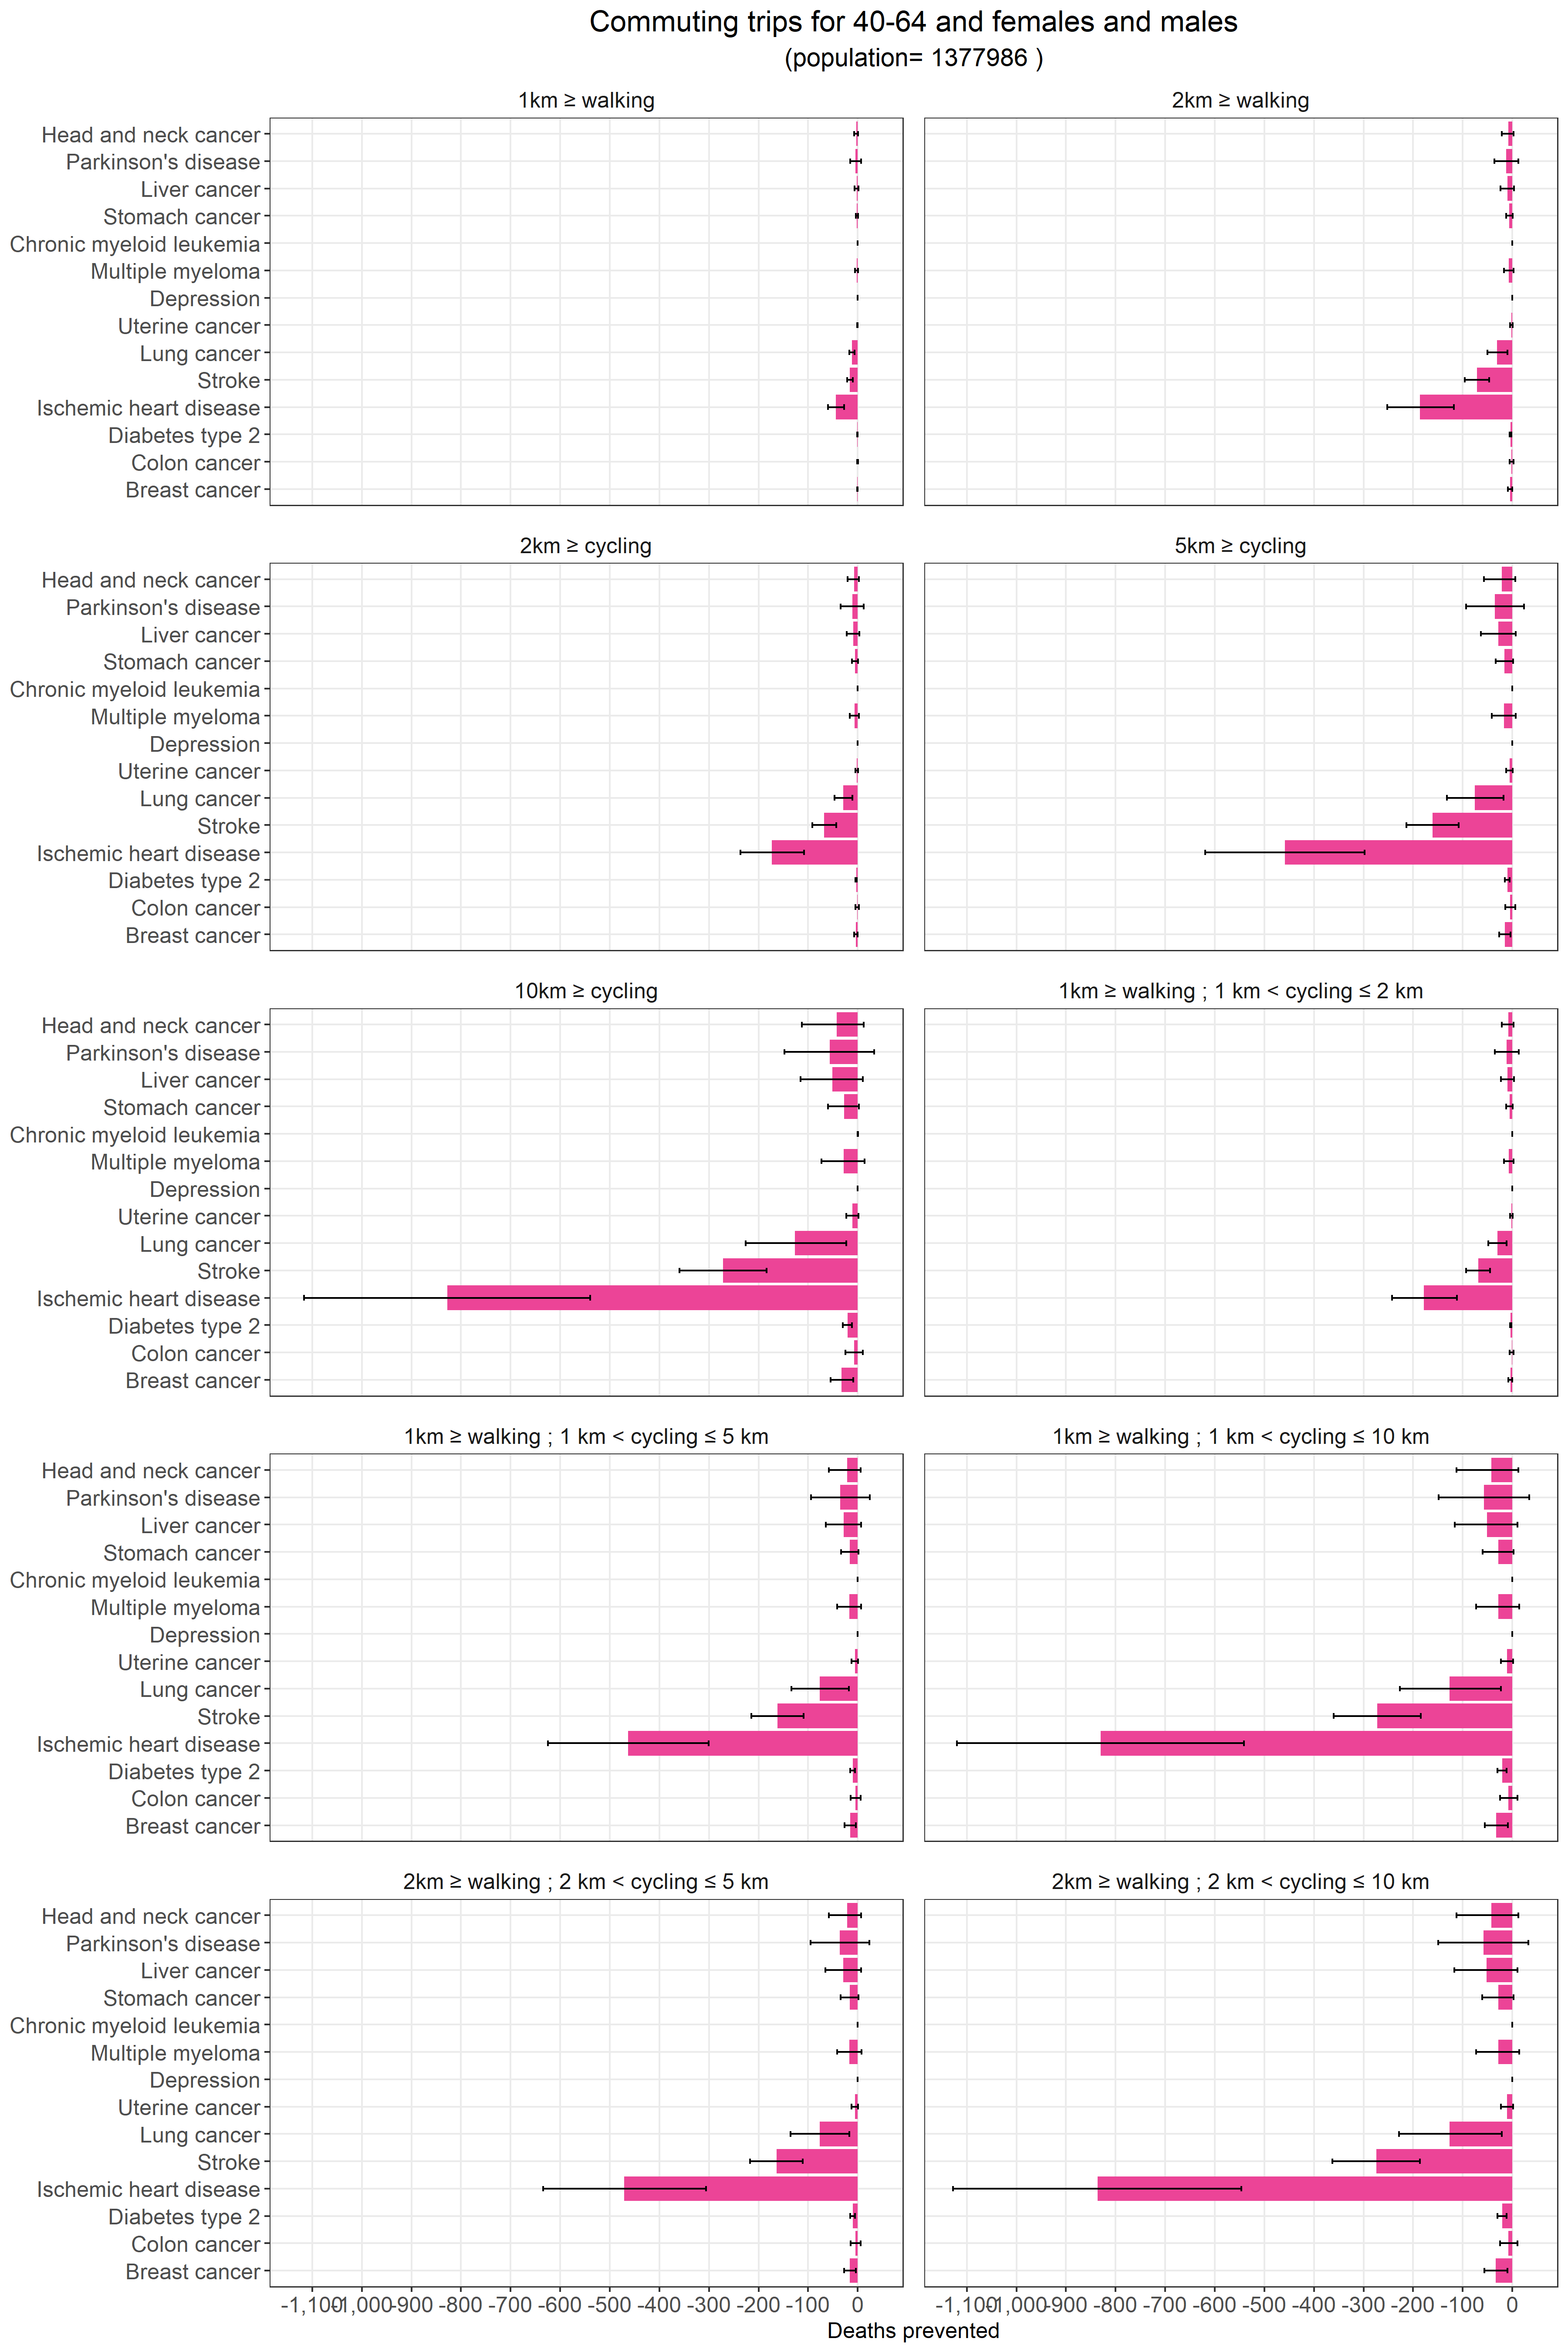 Commuting trips for 40-64 and females and males
(population= 1377986 )
1km ≥ walking
2km ≥ walking
Head and neck cancer
Parkinson's disease
Liver cancer
Stomach cancer
Chronic myeloid leukemia
Multiple myeloma
Depression
Uterine cancer
Lung cancer
Stroke
Ischemic heart disease
Diabetes type 2
Colon cancer
Breast cancer
2km ≥ cycling
5km ≥ cycling
Head and neck cancer
Parkinson's disease
Liver cancer
Stomach cancer
Chronic myeloid leukemia
Multiple myeloma
Depression
Uterine cancer
Lung cancer
Stroke
Ischemic heart disease
Diabetes type 2
Colon cancer
Breast cancer
10km ≥ cycling
1km ≥ walking ; 1 km < cycling ≤ 2 km
Head and neck cancer
Parkinson's disease
Liver cancer
Stomach cancer
Chronic myeloid leukemia
Multiple myeloma
Depression
Uterine cancer
Lung cancer
Stroke
Ischemic heart disease
Diabetes type 2
Colon cancer
Breast cancer
1km ≥ walking ; 1 km < cycling ≤ 5 km
1km ≥ walking ; 1 km < cycling ≤ 10 km
Head and neck cancer
Parkinson's disease
Liver cancer
Stomach cancer
Chronic myeloid leukemia
Multiple myeloma
Depression
Uterine cancer
Lung cancer
Stroke
Ischemic heart disease
Diabetes type 2
Colon cancer
Breast cancer
2km ≥ walking ; 2 km < cycling ≤ 5 km
2km ≥ walking ; 2 km < cycling ≤ 10 km
Head and neck cancer
Parkinson's disease
Liver cancer
Stomach cancer
Chronic myeloid leukemia
Multiple myeloma
Depression
Uterine cancer
Lung cancer
Stroke
Ischemic heart disease
Diabetes type 2
Colon cancer
Breast cancer
-1,100 -1,000 -900 -800 -700 -600 -500 -400 -300 -200 -100 0
-1,100 -1,000 -900 -800 -700 -600 -500 -400 -300 -200 -100 0
Deaths prevented